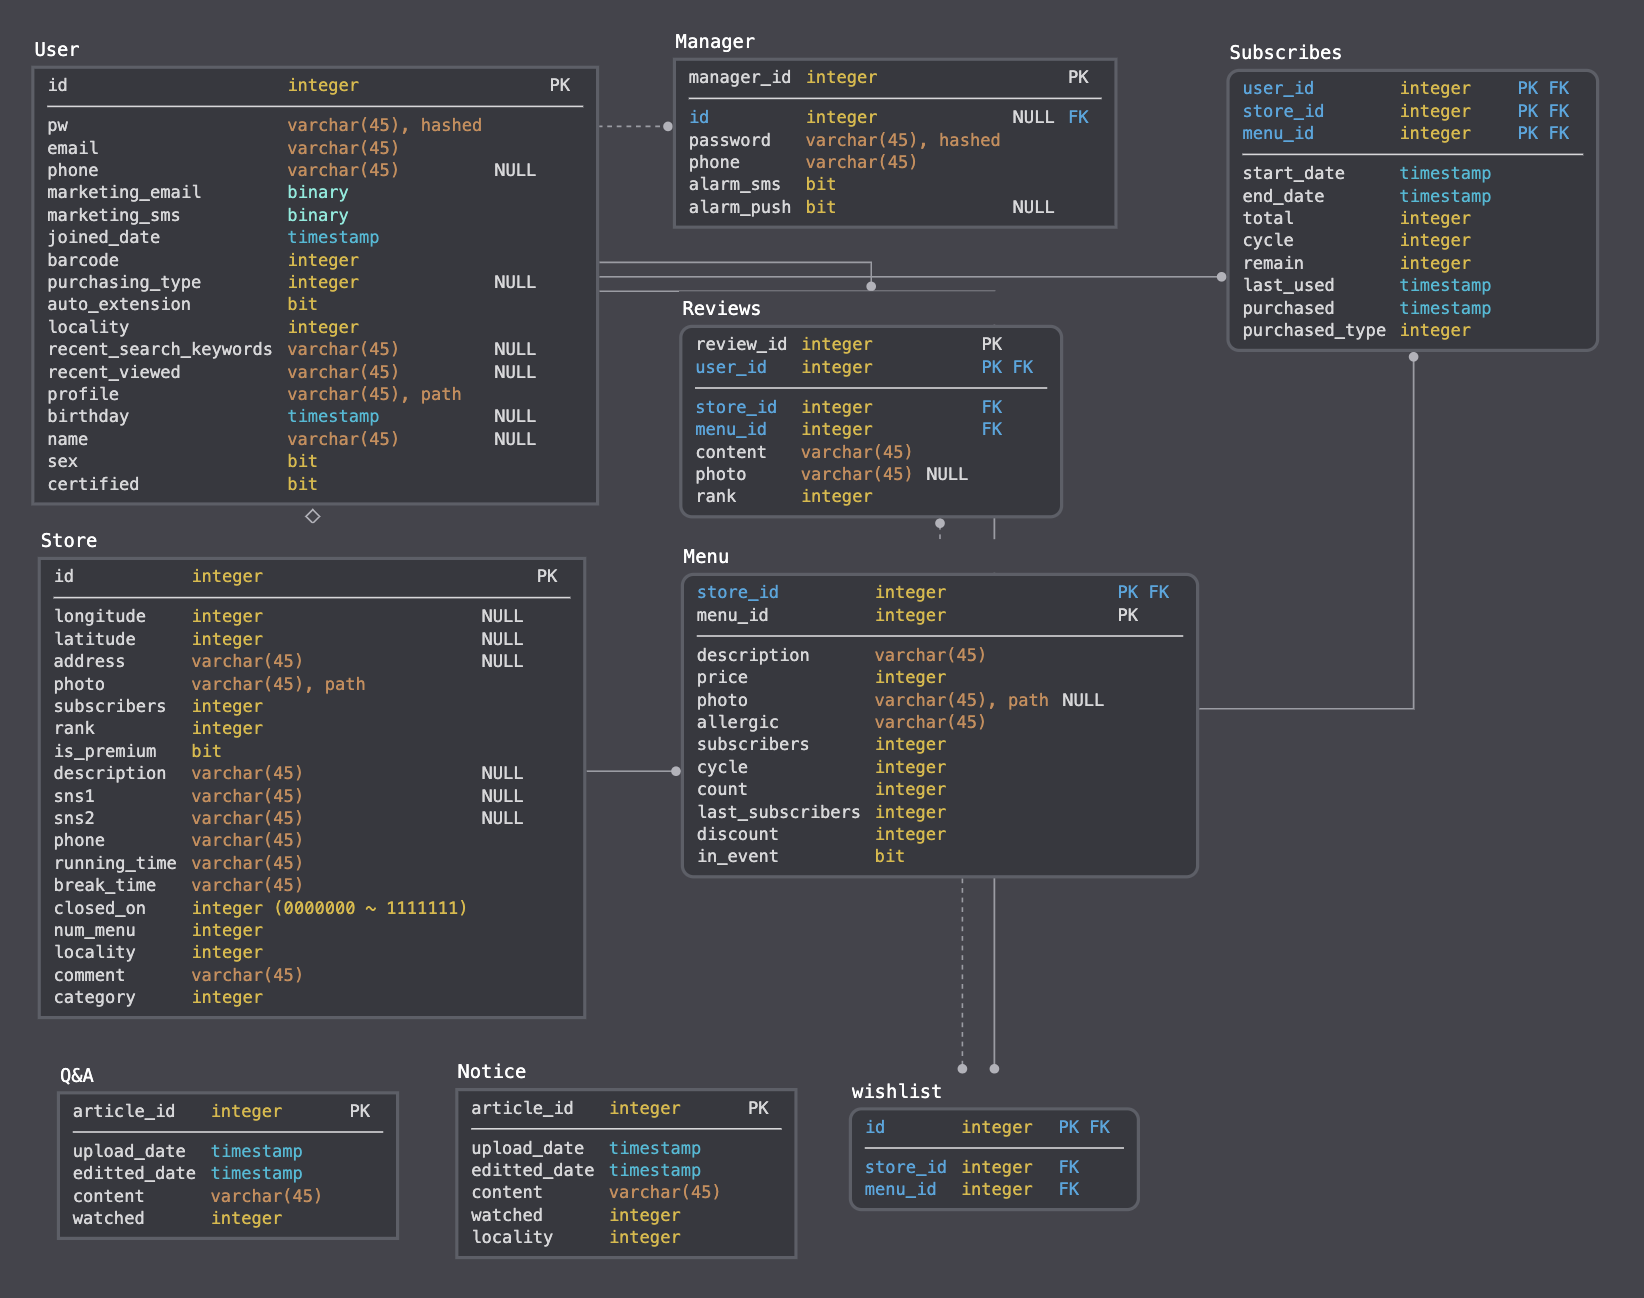 User
id integer PK
pw varchar(45), hashed
email varchar(45)
phone varchar(45) NULL
marketing_email binary
marketing_sms binary
joined_date timestamp
barcode integer
purchasing_type integer NULL
auto_extension bit
locality integer
recent_search_keywords varchar(45) NULL
recent_viewed varchar(45) NULL
profile varchar(45), path
birthday timestamp NULL
name varchar(45) NULL
sex bit
certified bit
Manager
manager_id integer PK
id integer NULL FK
password varchar(45), hashed
phone varchar(45)
alarm_sms bit
alarm_push bit NULL
Subscribes
user_id integer PK FK
store_id integer PK FK
menu_id integer PK FK
start_date timestamp
end_date timestamp
total integer
cycle integer
remain integer
last_used timestamp
purchased timestamp
purchased_type integer
Reviews
review_id integer PK
user_id integer PK FK
store_id integer FK
menu_id integer FK
content varchar(45)
photo varchar(45) NULL
rank integer
Store
id integer PK
longitude integer NULL
latitude integer NULL
address varchar(45) NULL
photo varchar(45), path
subscribers integer
rank integer
is_premium bit
description varchar(45) NULL
sns1 varchar(45) NULL
sns2 varchar(45) NULL
phone varchar(45)
running_time varchar(45)
break_time varchar(45)
closed_on integer (0000000 ~ 1111111)
num_menu integer
locality integer
comment varchar(45)
category integer
Menu
store_id integer PK FK
menu_id integer PK
description varchar(45)
price integer
photo varchar(45), path NULL
allergic varchar(45)
subscribers integer
cycle integer
count integer
last_subscribers integer
discount integer
in_event bit
Q&A
article_id integer PK
upload_date timestamp
editted_date timestamp
content varchar(45)
watched integer
Notice
article_id integer PK
upload_date timestamp
editted_date timestamp
content varchar(45)
watched integer
locality integer
wishlist
id integer PK FK
store_id integer FK
menu_id integer FK